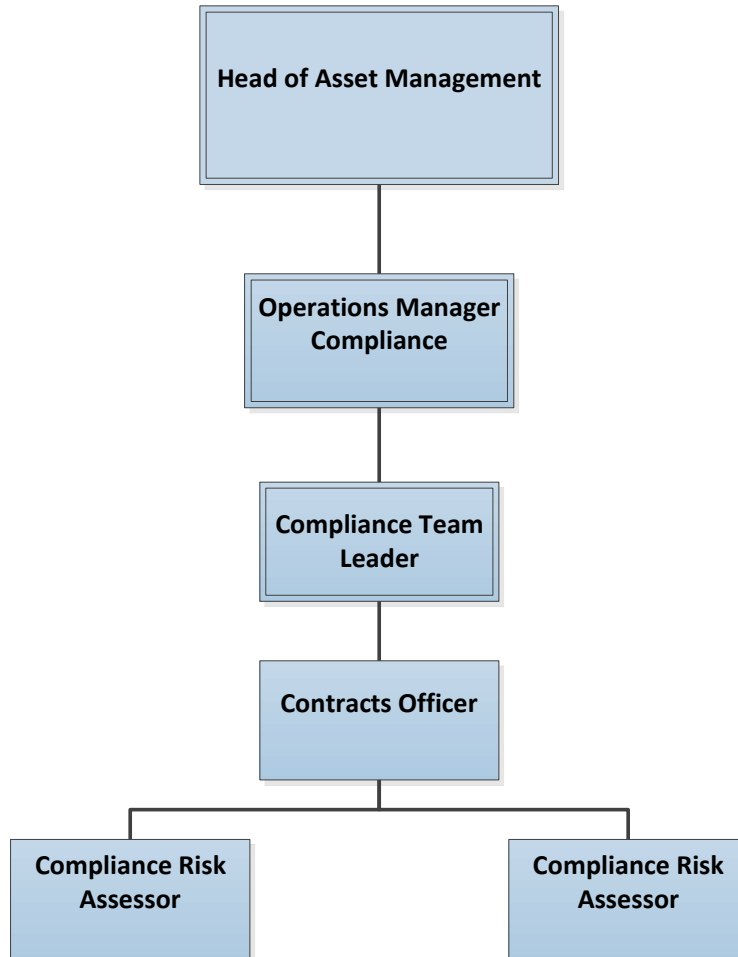 Head of Asset Management
Operations Manager
Compliance
Compliance Team
Leader
Contracts Officer
Compliance Risk
Assessor
Compliance Risk
Assessor